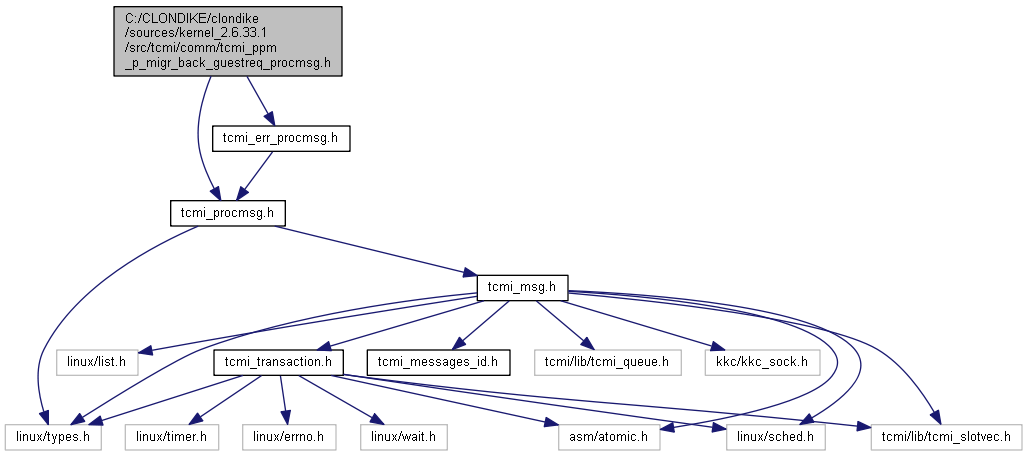 C:/CLONDIKE/clondike
/sources/kernel_2.6.33.1
/src/tcmi/comm/tcmi_ppm
_p_migr_back_guestreq_procmsg.h
tcmi_err_procmsg.h
tcmi_procmsg.h
tcmi_msg.h
linux/list.h
tcmi_transaction.h
tcmi_messages_id.h
tcmi/lib/tcmi_queue.h
kkc/kkc_sock.h
linux/types.h
linux/timer.h
linux/errno.h
linux/wait.h
asm/atomic.h
linux/sched.h
tcmi/lib/tcmi_slotvec.h